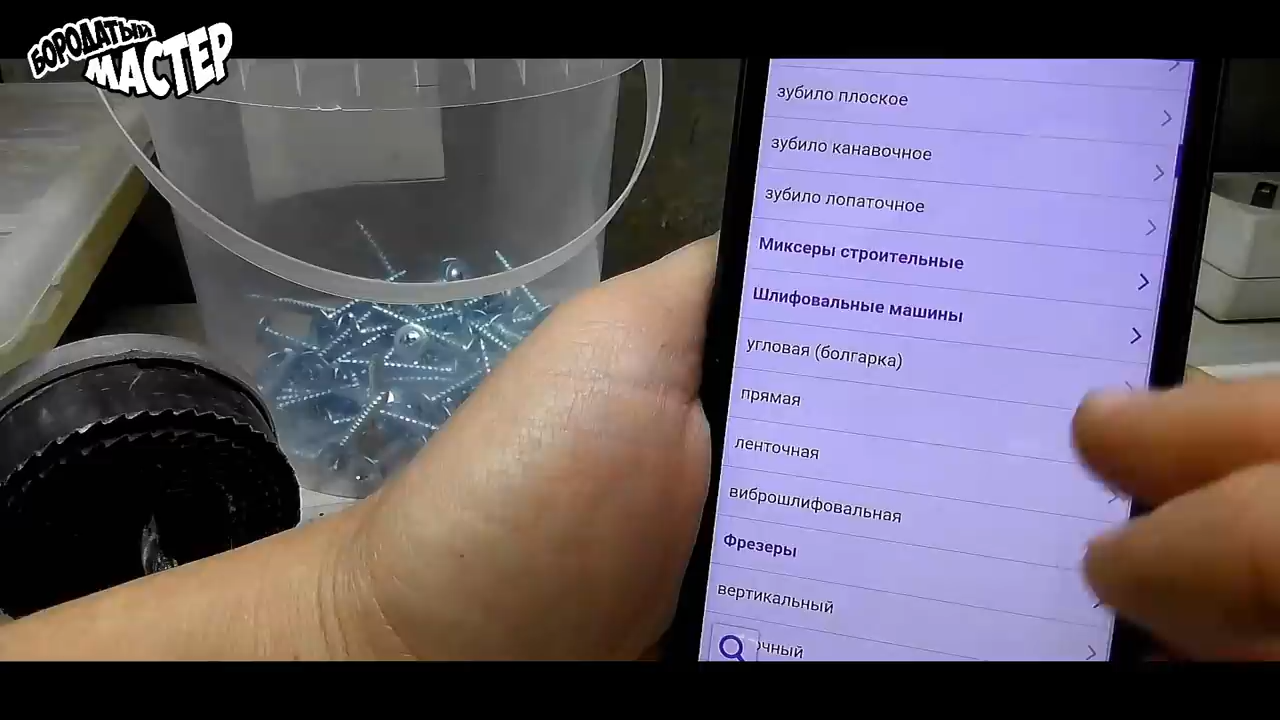 БОРОДАТЫЙ
МАСТЕР
зубило плоское
зубило канавочное
зубило лопаточное
Миксеры строительные
Шлифовальные машины
угловая (болгарка)
прямая
ленточная
виброшлифовальная
Фрезеры
вертикальный